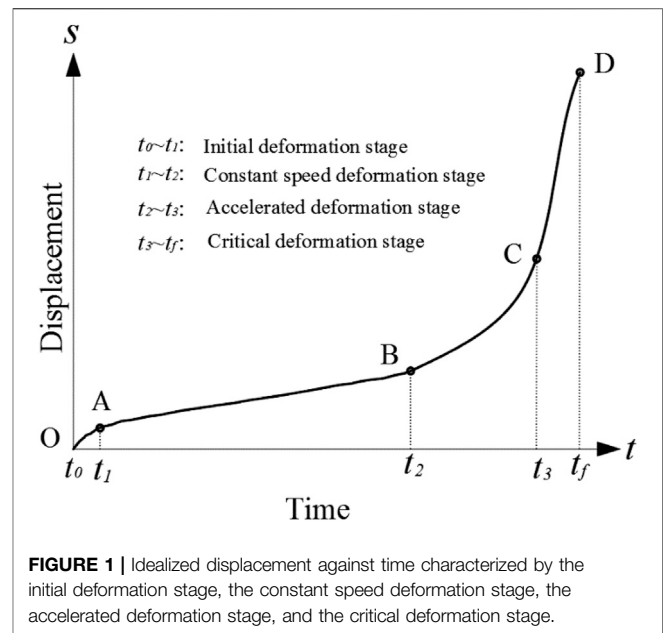 S
D
t₀~t₁: Initial deformation stage
t₁~t₂: Constant speed deformation stage
t₂~t₃: Accelerated deformation stage
t₃~t_f: Critical deformation stage
Displacement
C
B
A
O
t₀ t₁ t₂ t₃ t_f t
Time
FIGURE 1 | Idealized displacement against time characterized by the
initial deformation stage, the constant speed deformation stage, the
accelerated deformation stage, and the critical deformation stage.